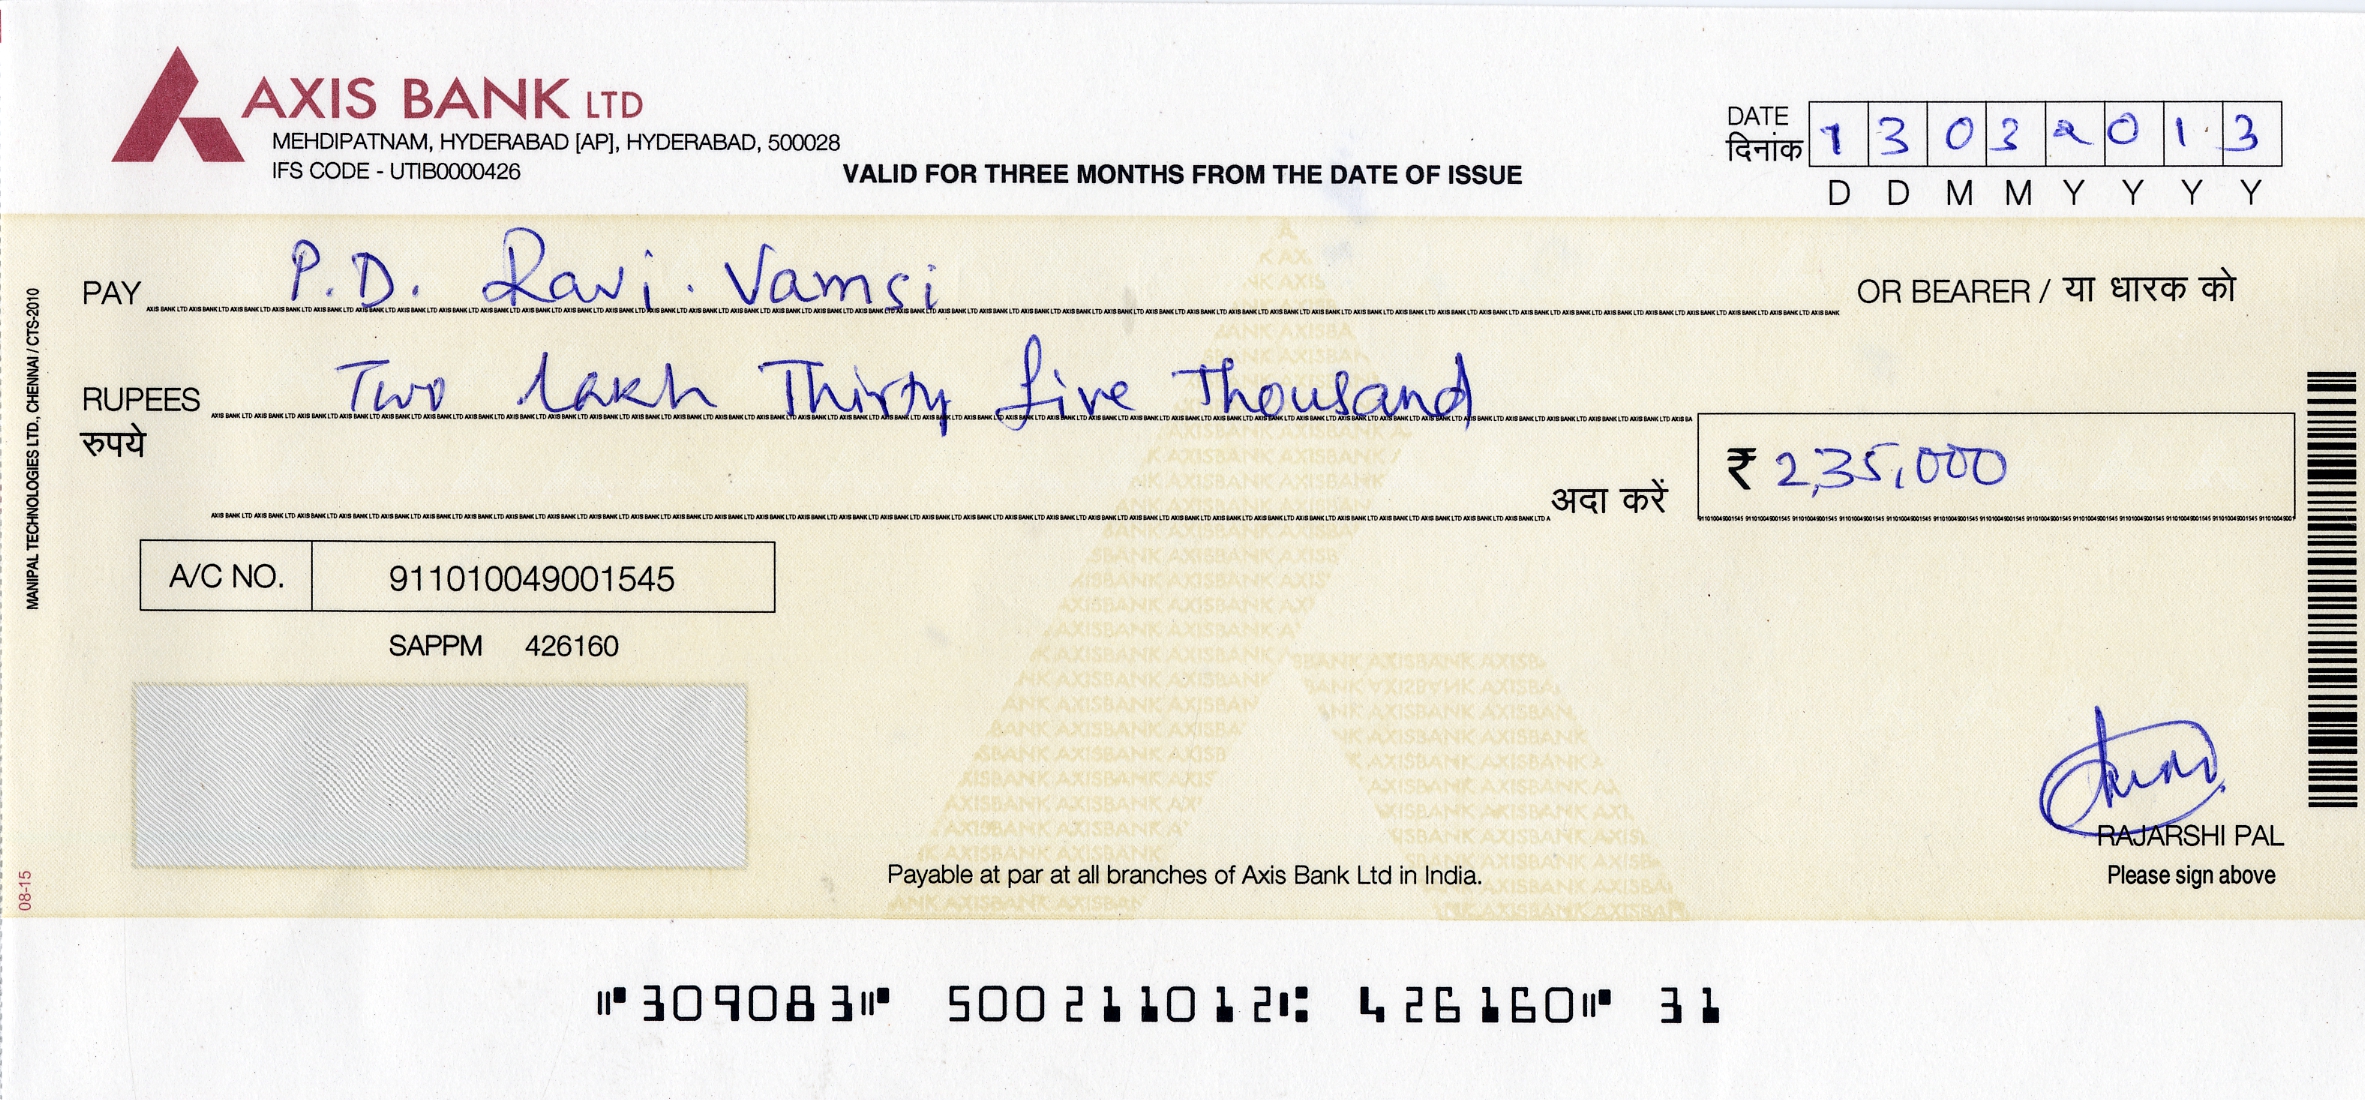 AXIS BANK LTD
MEHDIPATNAM, HYDERABAD [AP], HYDERABAD, 500028
IFS CODE - UTIB0000426
VALID FOR THREE MONTHS FROM THE DATE OF ISSUE
DATE
दिनांक
1 3 0 3 2 0 1 3
D D M M Y Y Y Y
PAY P.D. Ravi. Vamsi OR BEARER / या धारक को
RUPEES Two lakh Thirty five Thousand
रुपये
अदा करें ₹ 2,35,000
A/C NO. 911010049001545
SAPPM 426160
VOID
RAJARSHI PAL
Please sign above
Payable at par at all branches of Axis Bank Ltd in India.
MANIPAL TECHNOLOGIES LTD., CHENNAI / CTS-2010
08-15
⑈309083⑈ 500211012⑆ 426160⑈ 31